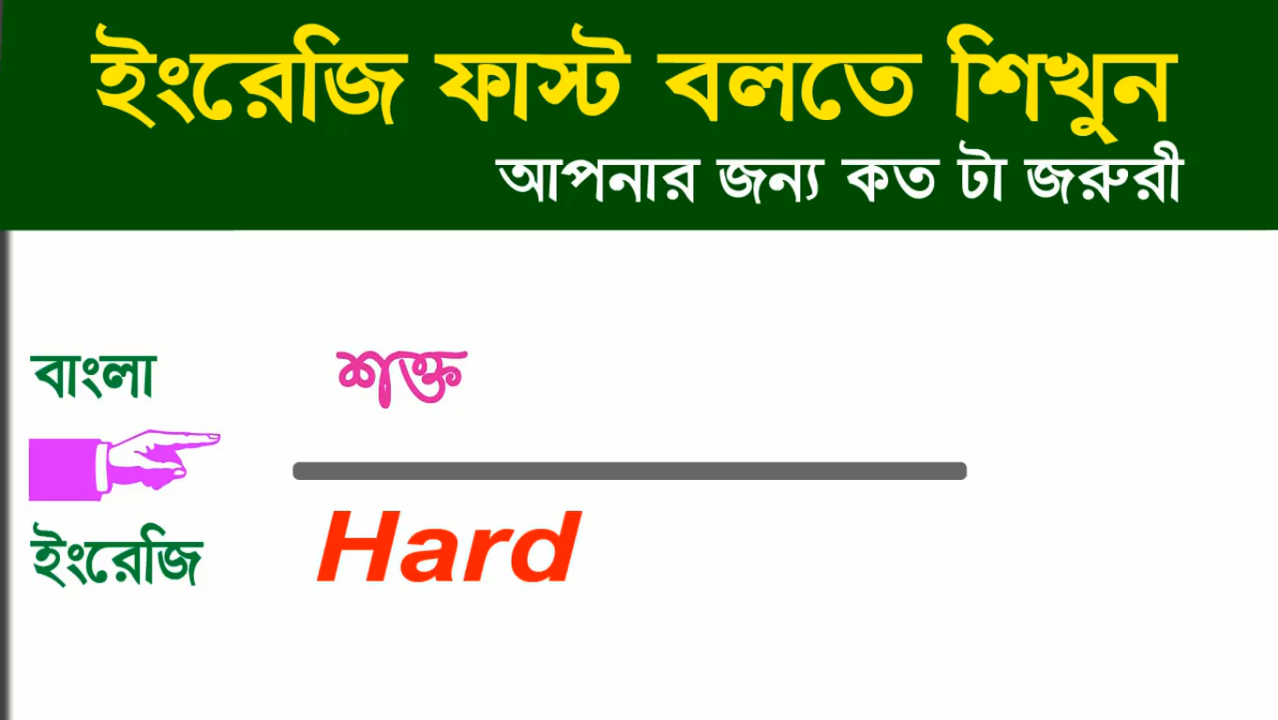 ইংরেজি ফাস্ট বলতে শিখুন
আপনার জন্য কত টা জরুরী
বাংলা
শক্ত
ইংরেজি
Hard